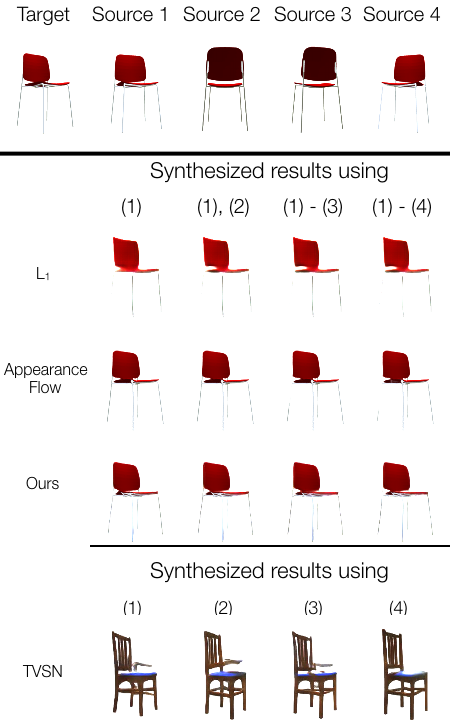 Target Source 1 Source 2 Source 3 Source 4
Synthesized results using
(1) (1), (2) (1) - (3) (1) - (4)
L₁
Appearance
Flow
Ours
Synthesized results using
(1) (2) (3) (4)
TVSN